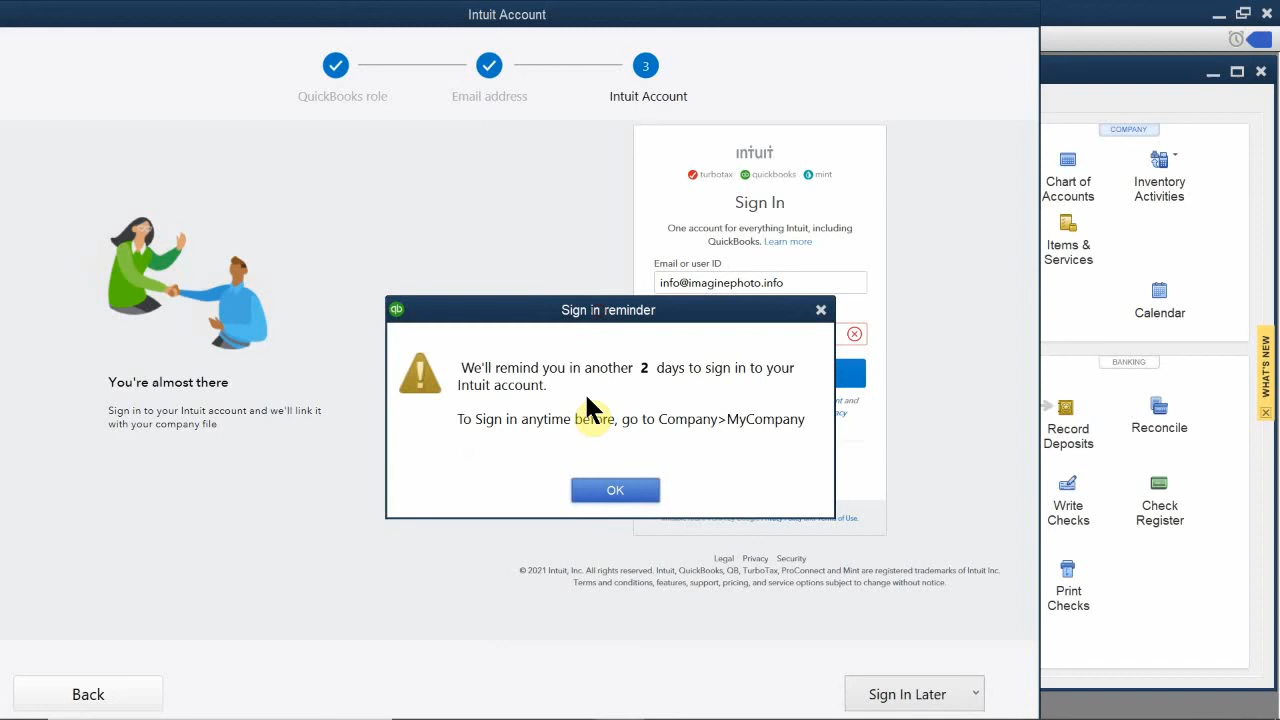 Intuit Account
3
QuickBooks role
Email address
Intuit Account
COMPANY
Chart of
Accounts
Inventory
Activities
Items &
Services
Calendar
BANKING
Record
Deposits
Reconcile
Write
Checks
Check
Register
Print
Checks
WHAT'S NEW
intuit
turbotax quickbooks mint
Sign In
One account for everything Intuit, including
QuickBooks. Learn more
Email or user ID
info@imaginephoto.info
You're almost there
Sign in to your Intuit account and we'll link it
with your company file
qb
Sign in reminder
We'll remind you in another 2 days to sign in to your
Intuit account.
To Sign in anytime before, go to Company>MyCompany
OK
Legal Privacy Security
© 2021 Intuit, Inc. All rights reserved. Intuit, QuickBooks, QB, TurboTax, ProConnect and Mint are registered trademarks of Intuit Inc.
Terms and conditions, features, support, pricing, and service options subject to change without notice.
Back
Sign In Later